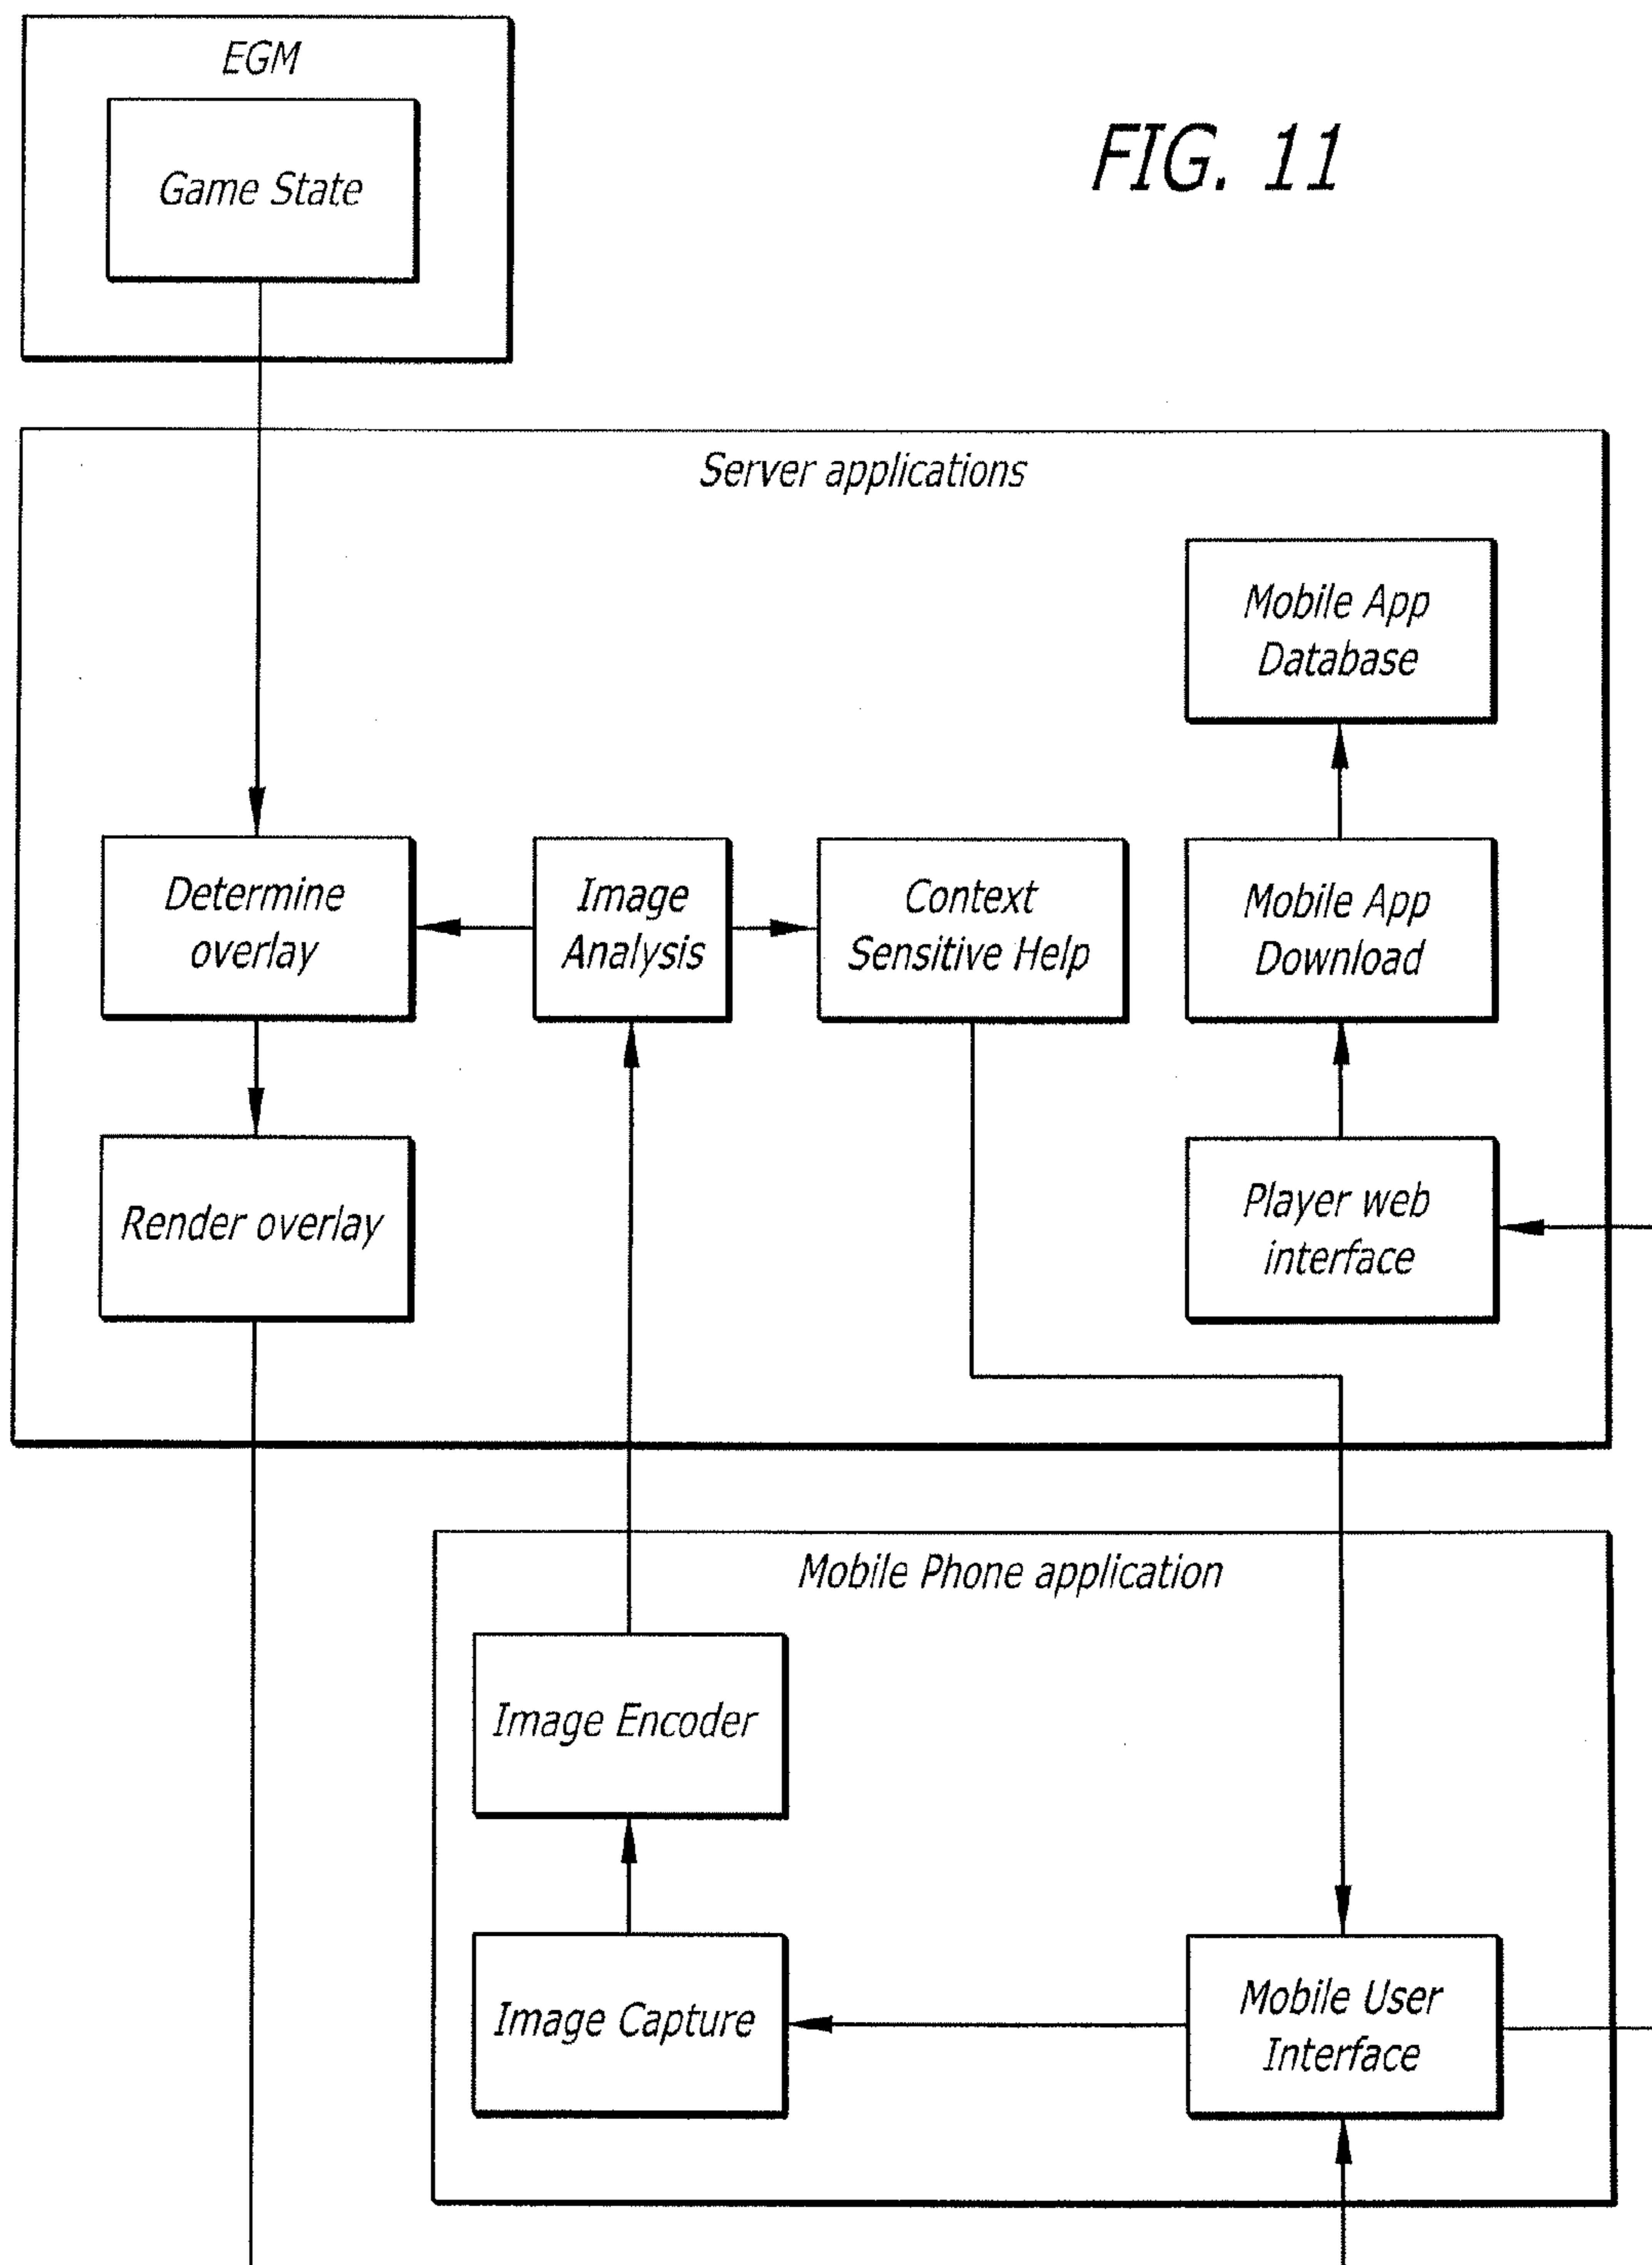 EGM
Game State
FIG. 11
Server applications
Mobile App
Database
Determine
overlay
Image
Analysis
Context
Sensitive Help
Mobile App
Download
Render overlay
Player web
interface
Mobile Phone application
Image Encoder
Image Capture
Mobile User
Interface